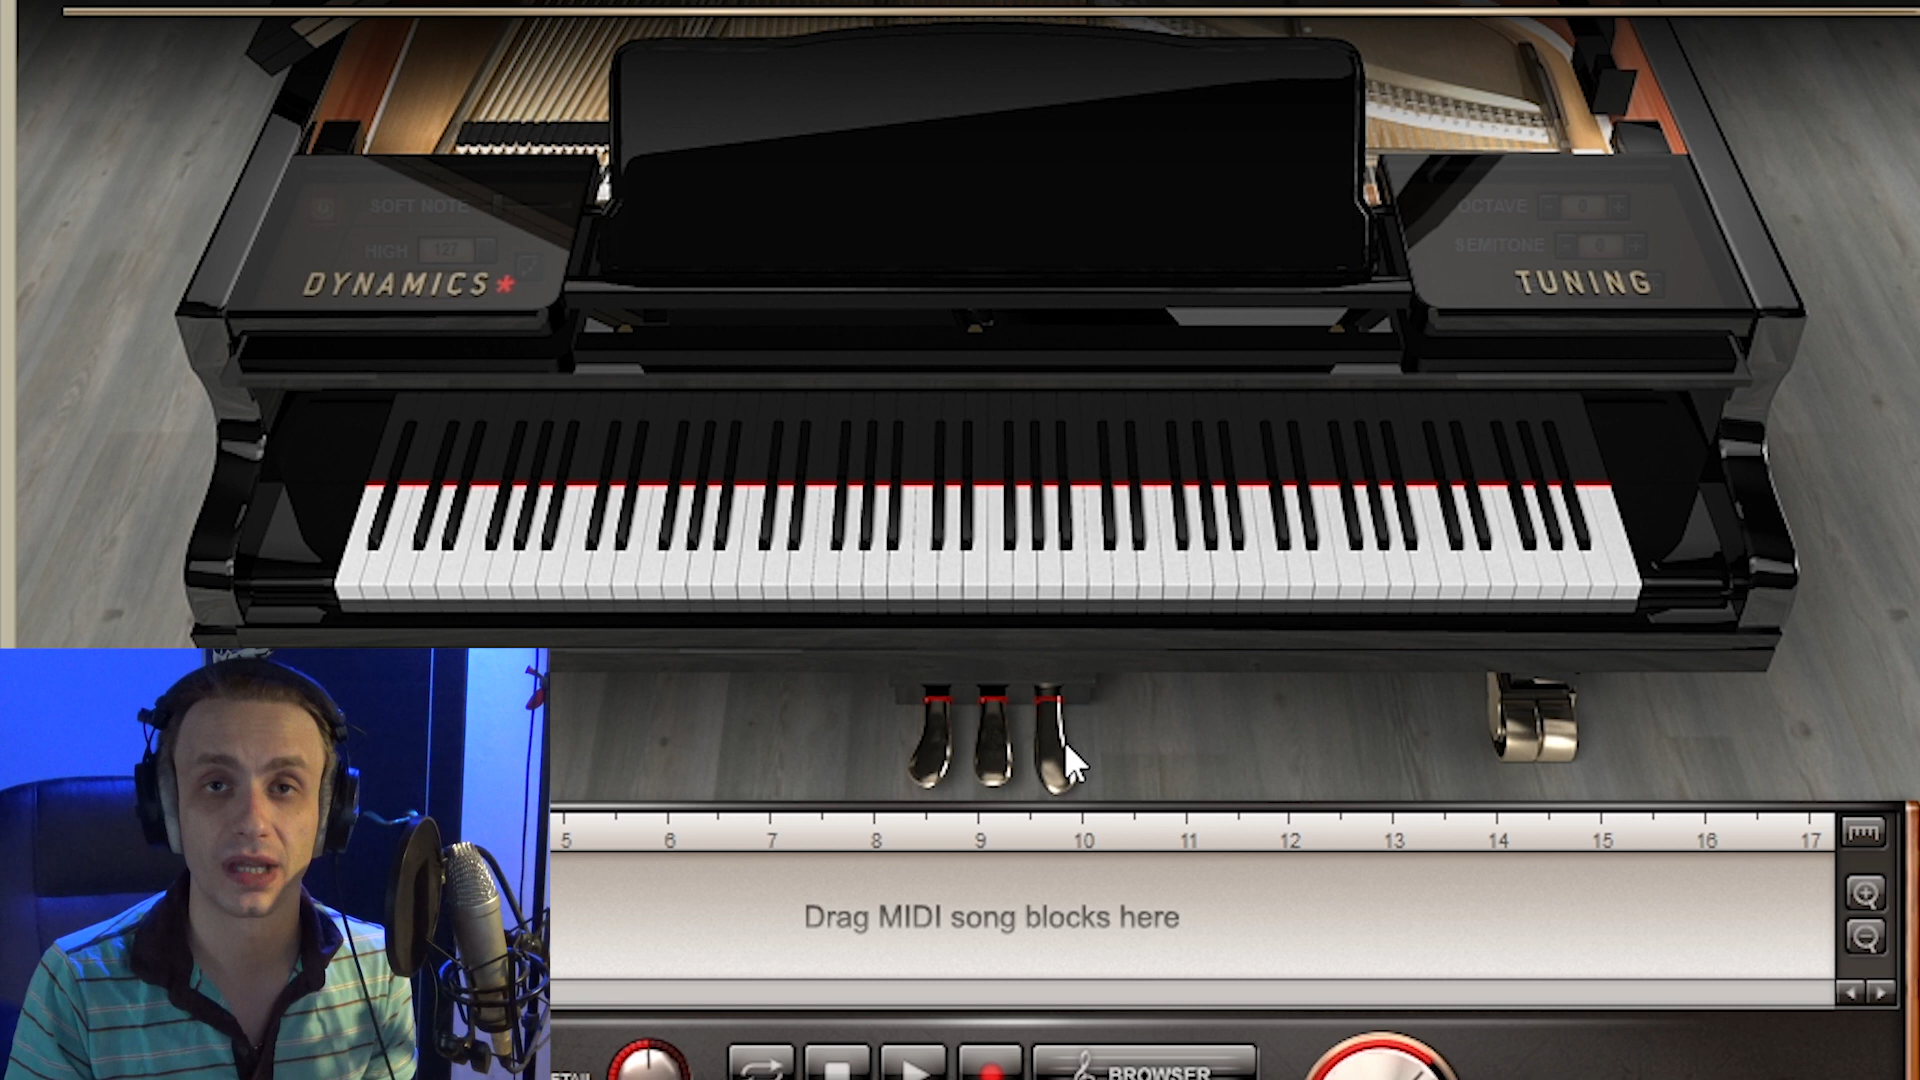 SOFT NOTE
OCTAVE - 0 +
HIGH 127
SEMITONE - 0 +
DYNAMICS*
TUNING
5 6 7 8 9 10 11 12 13 14 15 16 17
Drag MIDI song blocks here
BROWSER